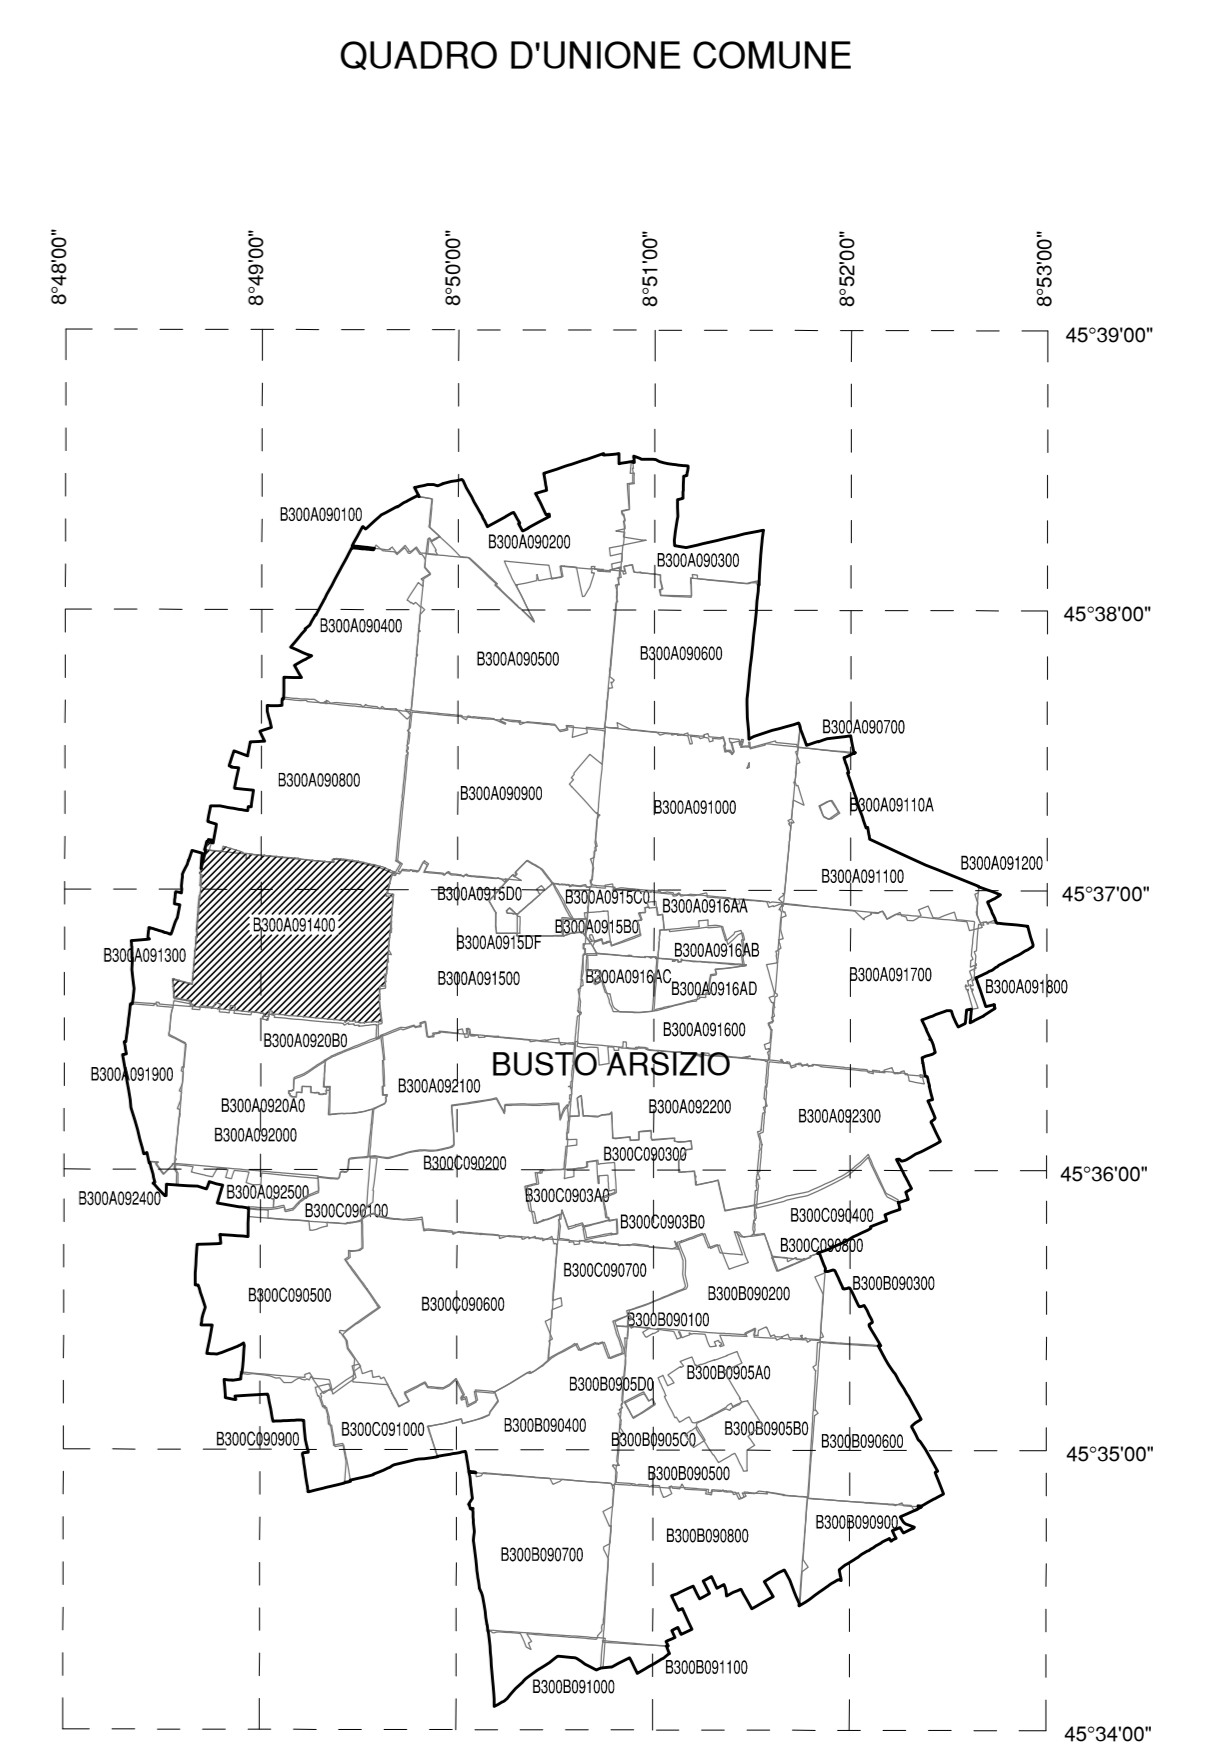 QUADRO D'UNIONE COMUNE
8°48'00"
8°49'00"
8°50'00"
8°51'00"
8°52'00"
8°53'00"
45°39'00"
B300A090100
B300A090200
B300A090300
45°38'00"
B300A090400
B300A090500
B300A090600
B300A090700
B300A090800
B300A090900
B300A091000
B300A09110A
B300A091200
B300A091100
45°37'00"
B300A0915D0
B300A0915C0
B300A0916AA
B300A091400
B300A0915B0
B300A0915DF
B300A0916AB
B300A091300
B300A091500
B300A0916AC
B300A091700
B300A0916AD
B300A091800
B300A091600
B300A0920B0
BUSTO ARSIZIO
B300A091900
B300A092100
B300A0920A0
B300A092200
B300A092300
B300A092000
B300C090300
B300C090200
45°36'00"
B300A092400
B300A092500
B300C0903A0
B300C090100
B300C0903B0
B300C090400
B300C090800
B300C090700
B300B090300
B300C090500
B300B090200
B300C090600
B300B090100
B300B0905A0
B300B0905D0
B300C090900
B300C091000
B300B090400
B300B0905B0
B300B0905C0
B300B090600
45°35'00"
B300B090500
B300B090900
B300B090800
B300B090700
B300B091100
B300B091000
45°34'00"